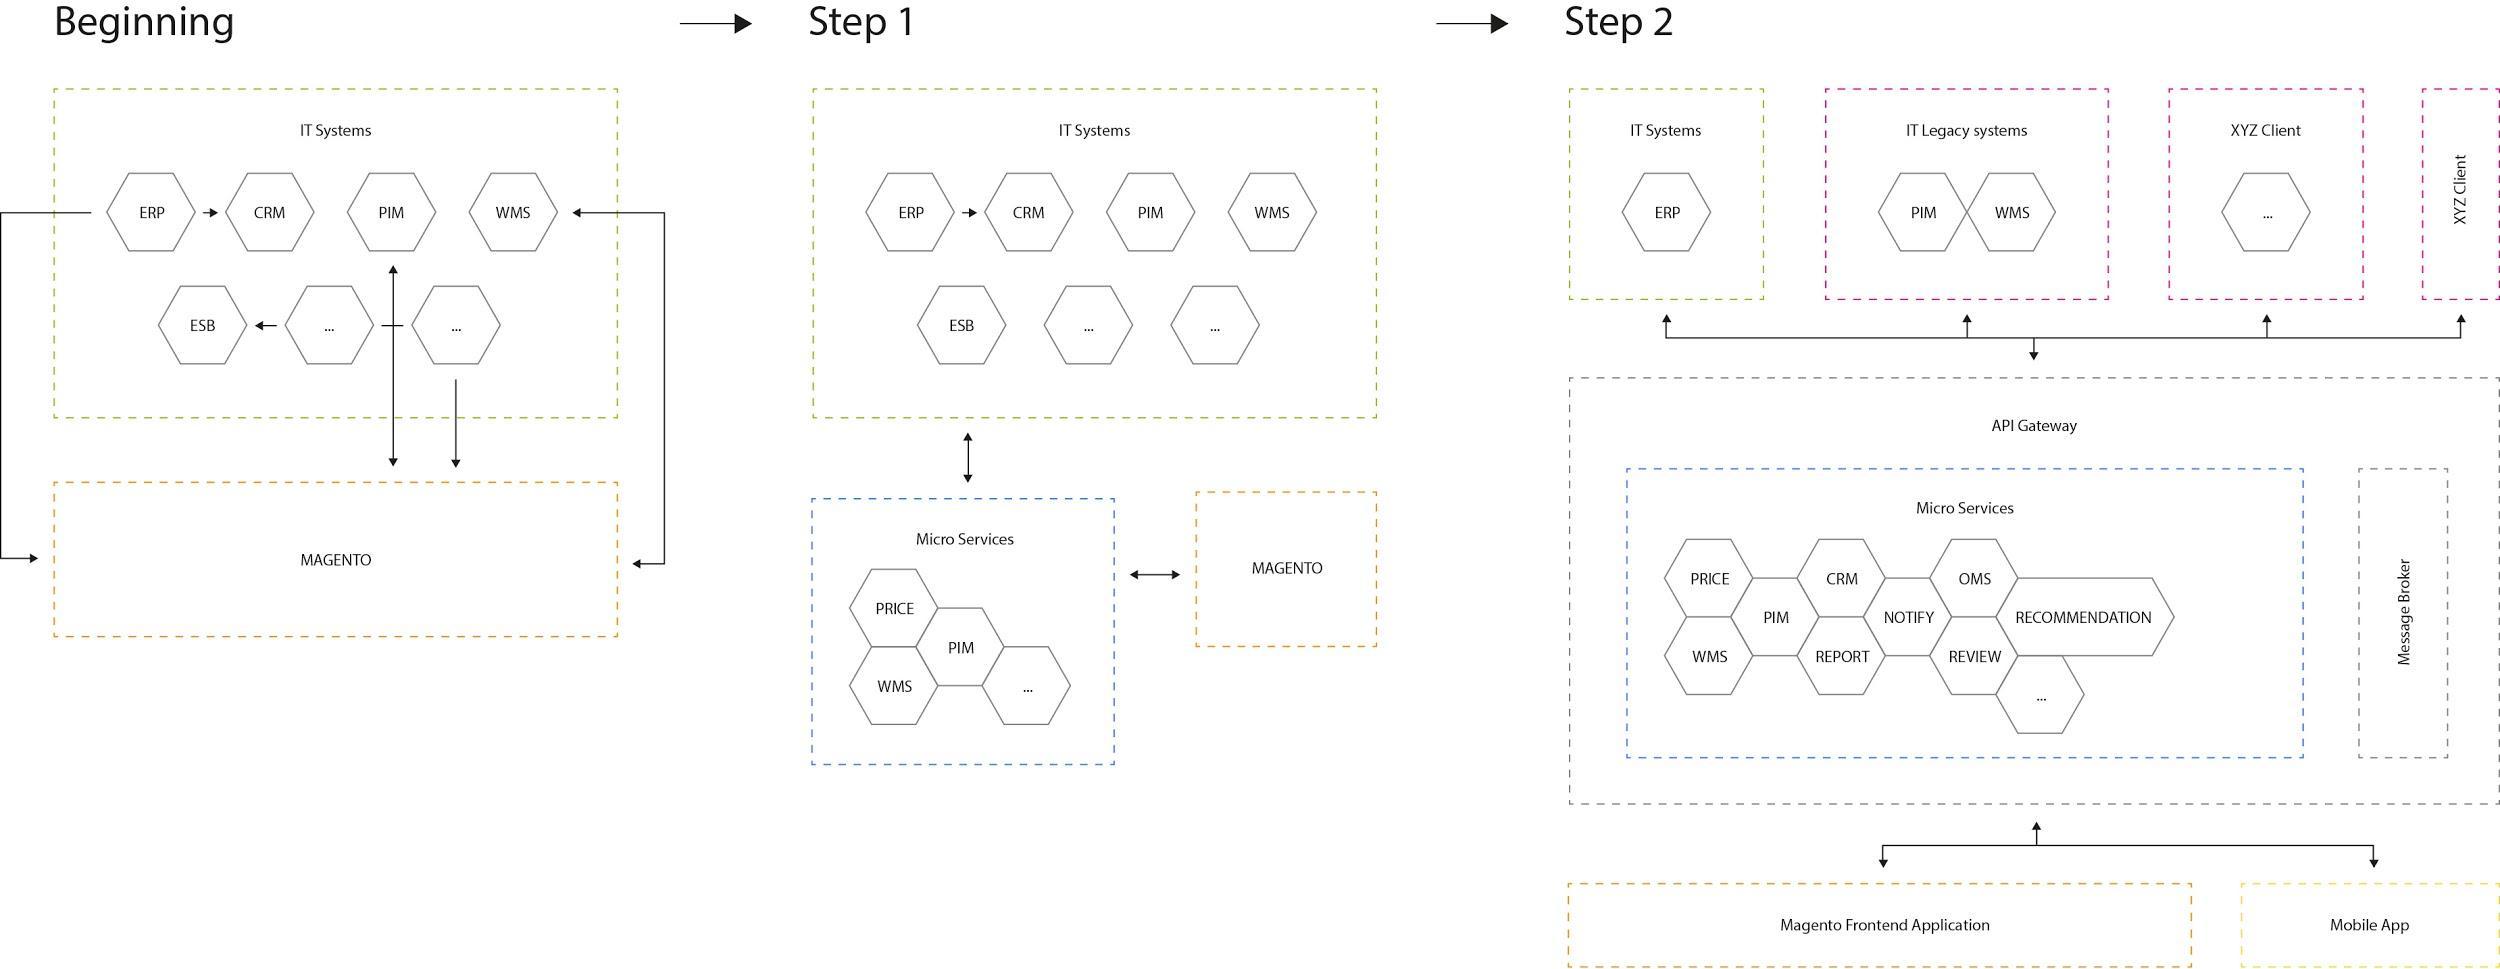 Beginning
IT Systems
ERP
CRM
PIM
WMS
ESB
...
...
MAGENTO
Step 1
IT Systems
ERP
CRM
PIM
WMS
ESB
...
...
Micro Services
PRICE
PIM
WMS
...
MAGENTO
Step 2
IT Systems
ERP
IT Legacy systems
PIM
WMS
XYZ Client
...
XYZ Client
API Gateway
Micro Services
PRICE
CRM
OMS
PIM
NOTIFY
RECOMMENDATION
WMS
REPORT
REVIEW
...
Message Broker
Magento Frontend Application
Mobile App